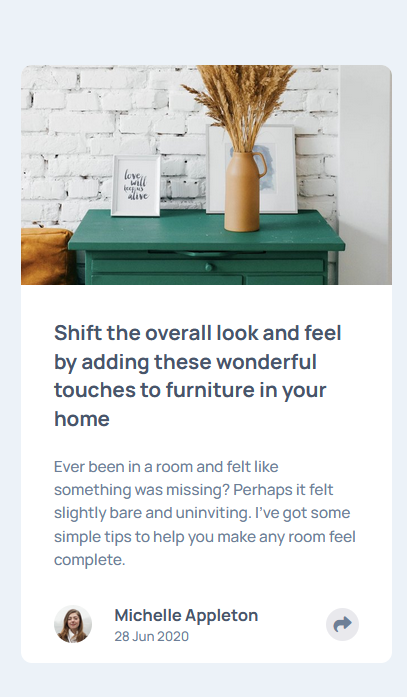 love
will
keep us
alive
Shift the overall look and feel
by adding these wonderful
touches to furniture in your
home
Ever been in a room and felt like
something was missing? Perhaps it felt
slightly bare and uninviting. I've got some
simple tips to help you make any room feel
complete.
Michelle Appleton
28 Jun 2020